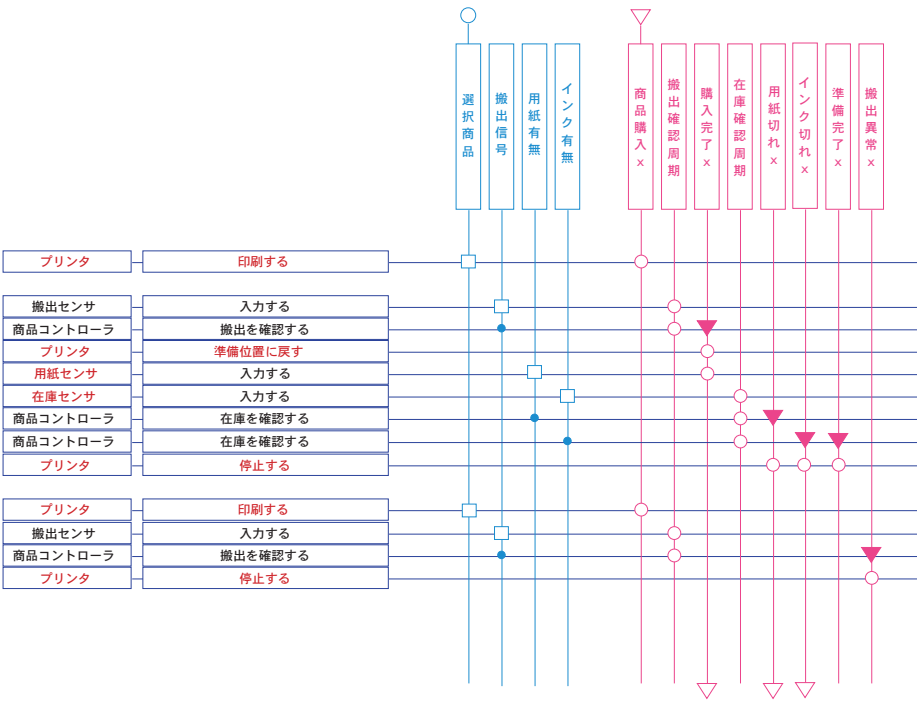 選択商品
搬出信号
用紙有無
インク有無
商品購入x
搬出確認周期
購入完了x
在庫確認周期
用紙切れx
インク切れx
準備完了x
搬出異常x
プリンタ 印刷する
搬出センサ 入力する
商品コントローラ 搬出を確認する
プリンタ 準備位置に戻す
用紙センサ 入力する
在庫センサ 入力する
商品コントローラ 在庫を確認する
商品コントローラ 在庫を確認する
プリンタ 停止する
プリンタ 印刷する
搬出センサ 入力する
商品コントローラ 搬出を確認する
プリンタ 停止する